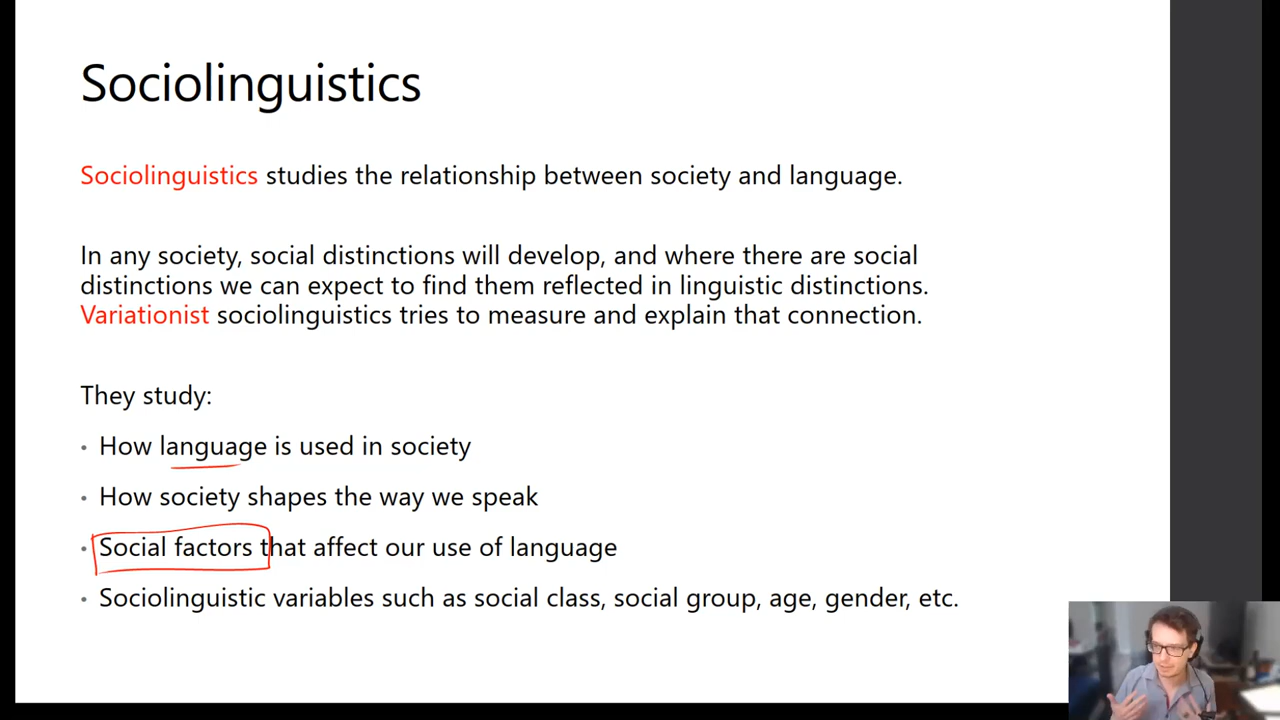 Sociolinguistics
Sociolinguistics studies the relationship between society and language.
In any society, social distinctions will develop, and where there are social
distinctions we can expect to find them reflected in linguistic distinctions.
Variationist sociolinguistics tries to measure and explain that connection.
They study:
• How language is used in society
• How society shapes the way we speak
• Social factors that affect our use of language
• Sociolinguistic variables such as social class, social group, age, gender, etc.